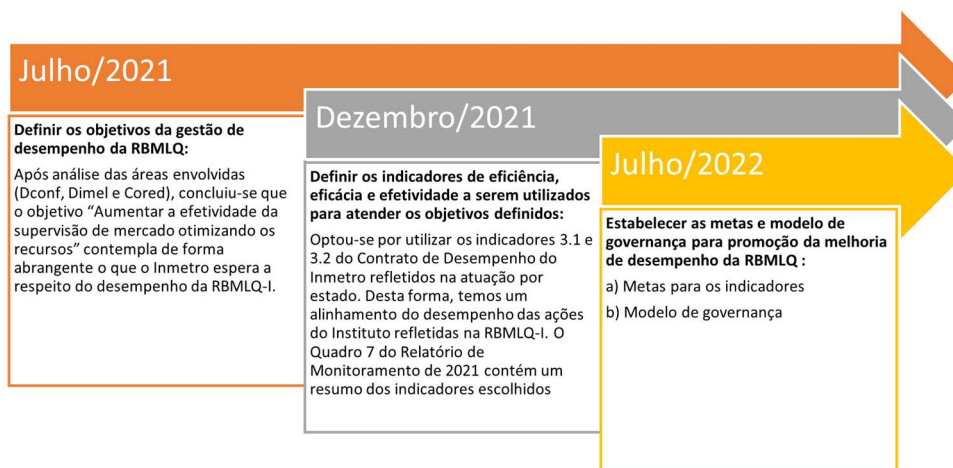 Julho/2021
Definir os objetivos da gestão de
desempenho da RBMLQ:
Após análise das áreas envolvidas
(Dconf, Dimel e Cored), concluiu-se que
o objetivo “Aumentar a efetividade da
supervisão de mercado otimizando os
recursos” contempla de forma
abrangente o que o Inmetro espera a
respeito do desempenho da RBMLQ-I.
Dezembro/2021
Definir os indicadores de eficiência,
eficácia e efetividade a serem utilizados
para atender os objetivos definidos:
Optou-se por utilizar os indicadores 3.1 e
3.2 do Contrato de Desempenho do
Inmetro refletidos na atuação por
estado. Desta forma, temos um
alinhamento do desempenho das ações
do Instituto refletidas na RBMLQ-I. O
Quadro 7 do Relatório de
Monitoramento de 2021 contém um
resumo dos indicadores escolhidos
Julho/2022
Estabelecer as metas e modelo de
governança para promoção da melhoria
de desempenho da RBMLQ :
a) Metas para os indicadores
b) Modelo de governança